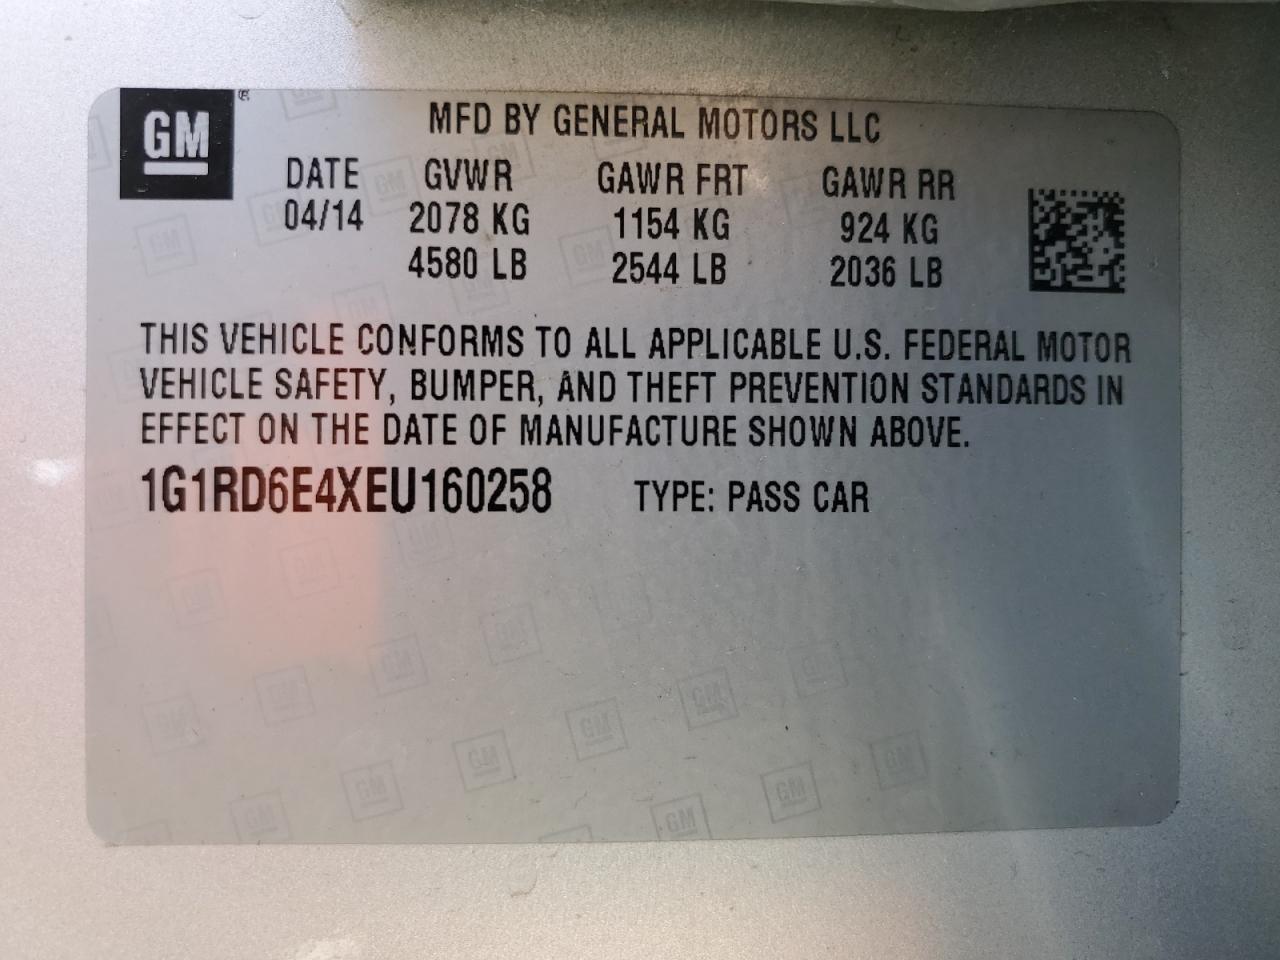 GM®
MFD BY GENERAL MOTORS LLC
DATE GVWR GAWR FRT GAWR RR
04/14 2078 KG 1154 KG 924 KG
4580 LB 2544 LB 2036 LB
THIS VEHICLE CONFORMS TO ALL APPLICABLE U.S. FEDERAL MOTOR
VEHICLE SAFETY, BUMPER, AND THEFT PREVENTION STANDARDS IN
EFFECT ON THE DATE OF MANUFACTURE SHOWN ABOVE.
1G1RD6E4XEU160258 TYPE: PASS CAR